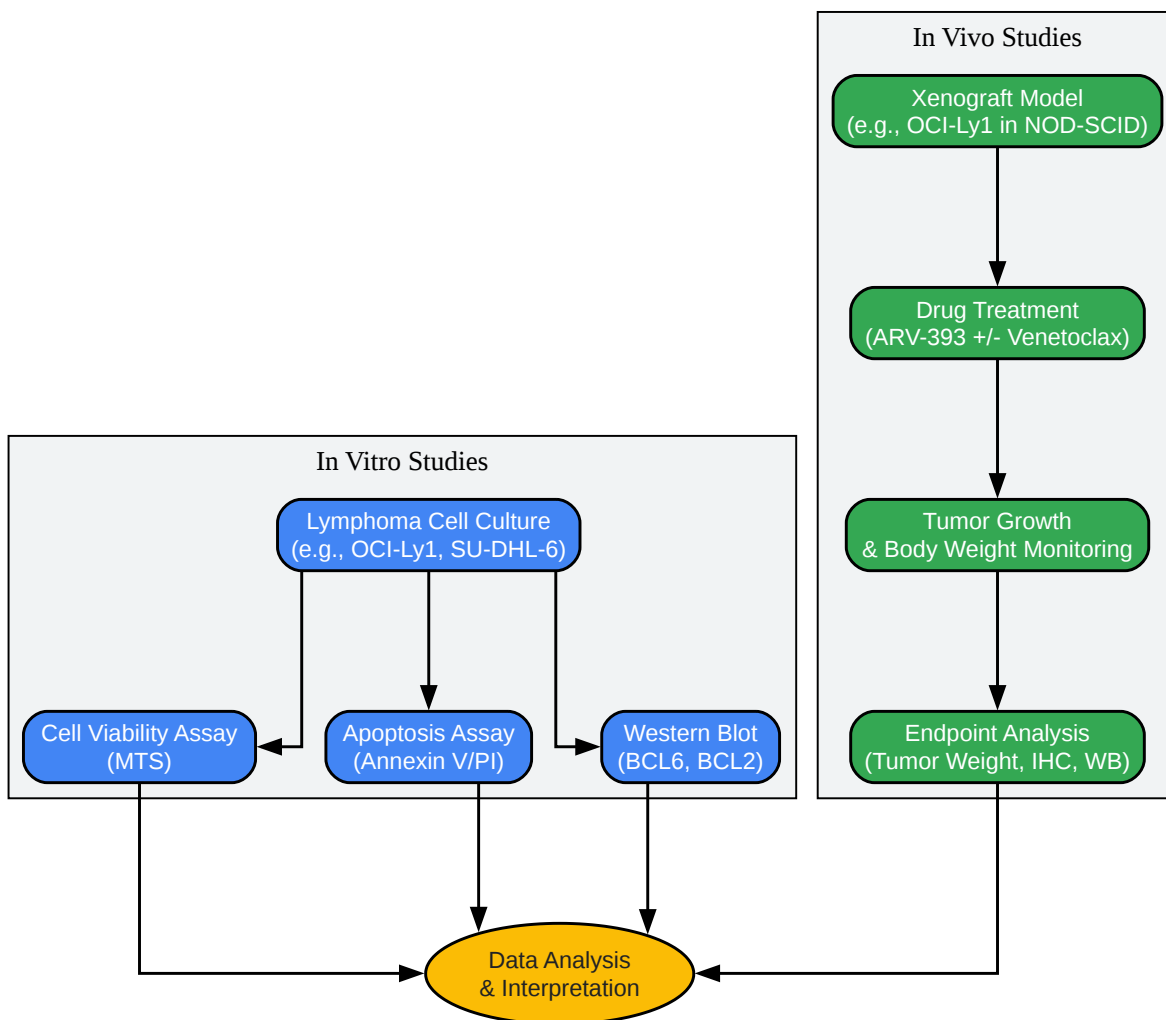 In Vivo Studies
Xenograft Model
(e.g., OCI-Ly1 in NOD-SCID)
Drug Treatment
(ARV-393 +/- Venetoclax)
Tumor Growth
& Body Weight Monitoring
Endpoint Analysis
(Tumor Weight, IHC, WB)
In Vitro Studies
Lymphoma Cell Culture
(e.g., OCI-Ly1, SU-DHL-6)
Cell Viability Assay
(MTS)
Apoptosis Assay
(Annexin V/PI)
Western Blot
(BCL6, BCL2)
Data Analysis
& Interpretation